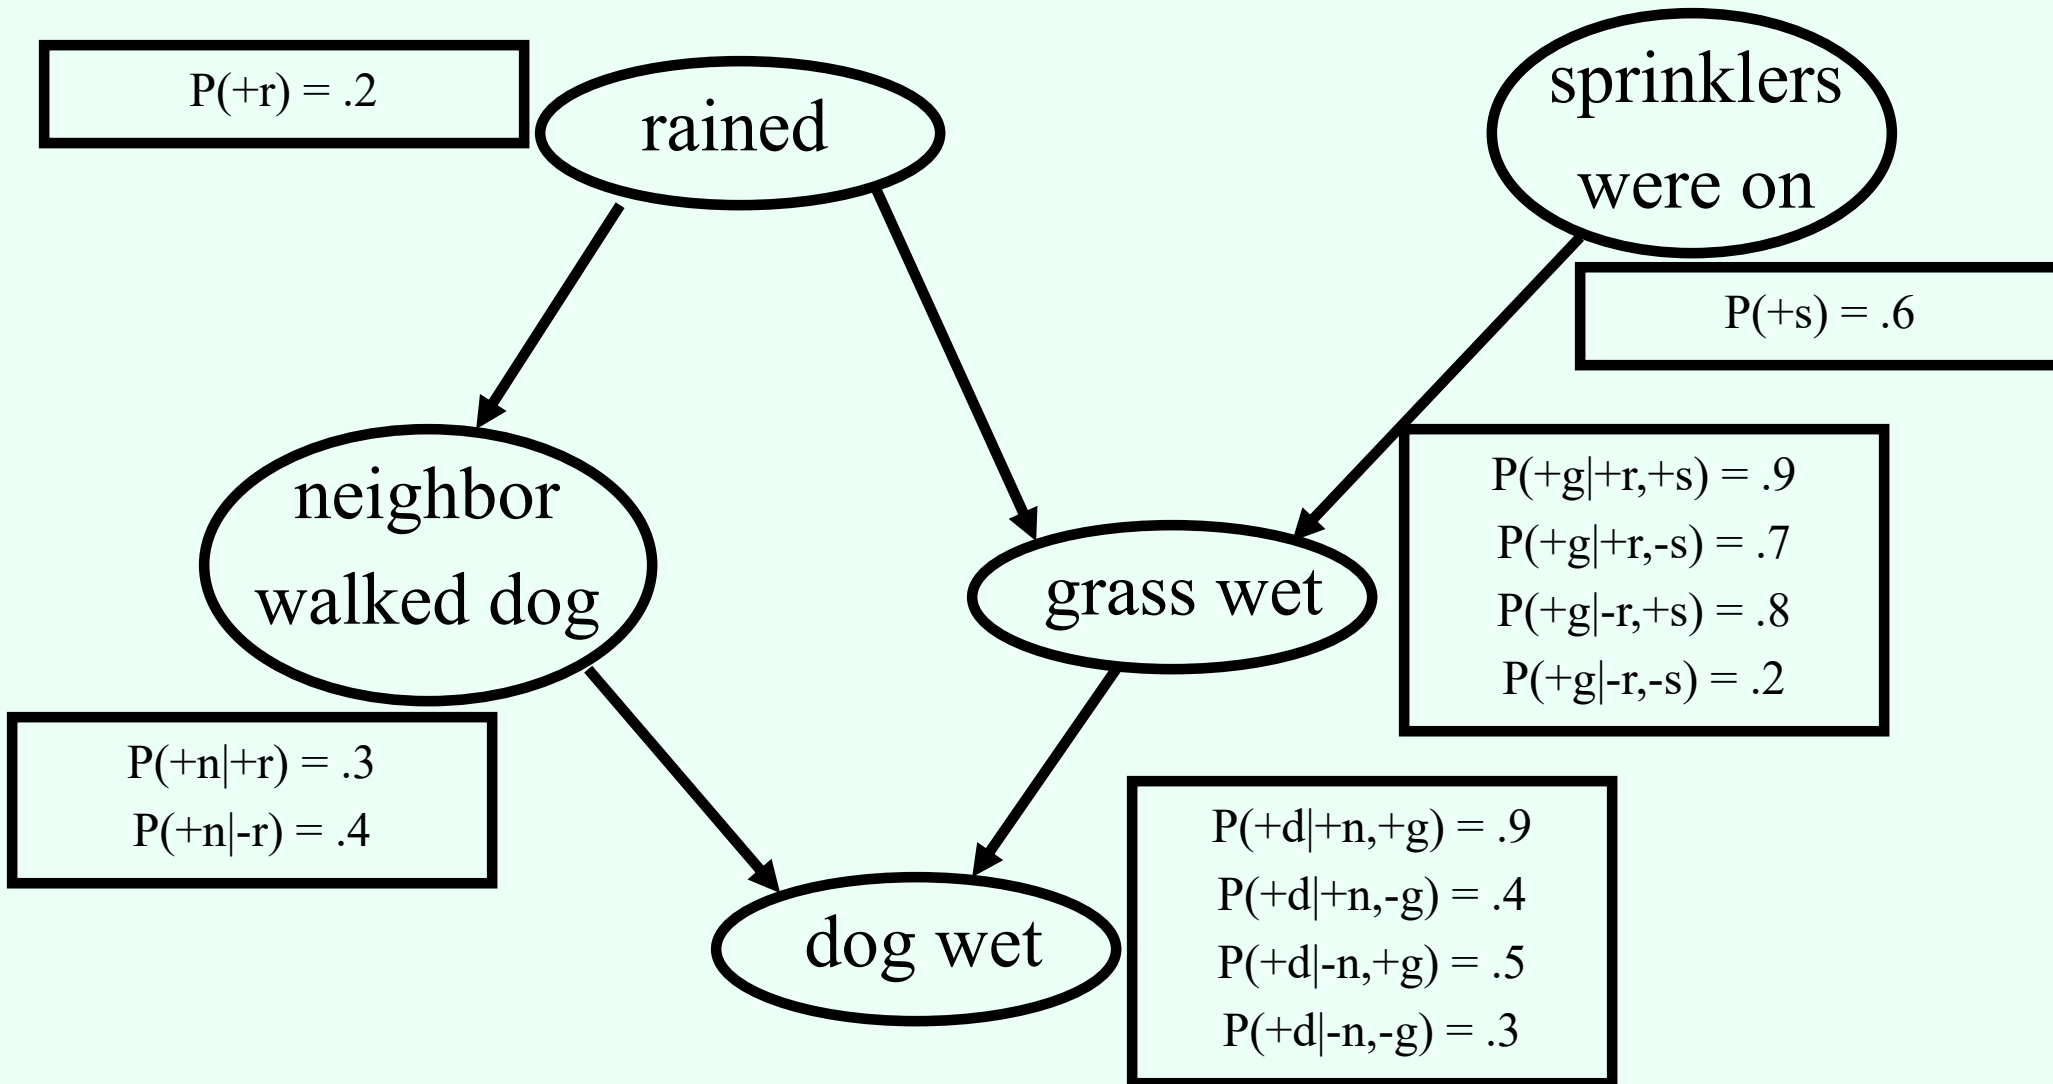 P(+r) = .2
rained
sprinklers
were on
P(+s) = .6
neighbor
walked dog
grass wet
P(+g|+r,+s) = .9
P(+g|+r,-s) = .7
P(+g|-r,+s) = .8
P(+g|-r,-s) = .2
P(+n|+r) = .3
P(+n|-r) = .4
dog wet
P(+d|+n,+g) = .9
P(+d|+n,-g) = .4
P(+d|-n,+g) = .5
P(+d|-n,-g) = .3